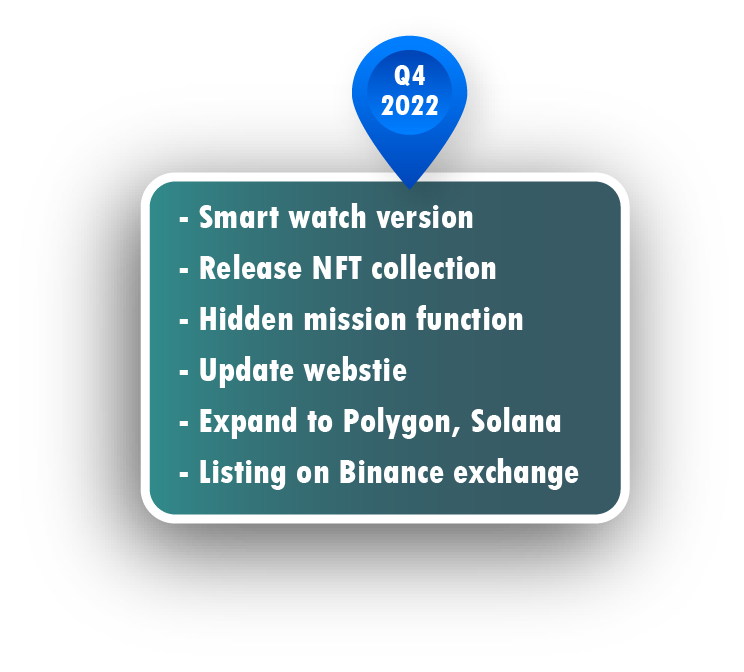 Q4
2022
- Smart watch version
- Release NFT collection
- Hidden mission function
- Update webstie
- Expand to Polygon, Solana
- Listing on Binance exchange